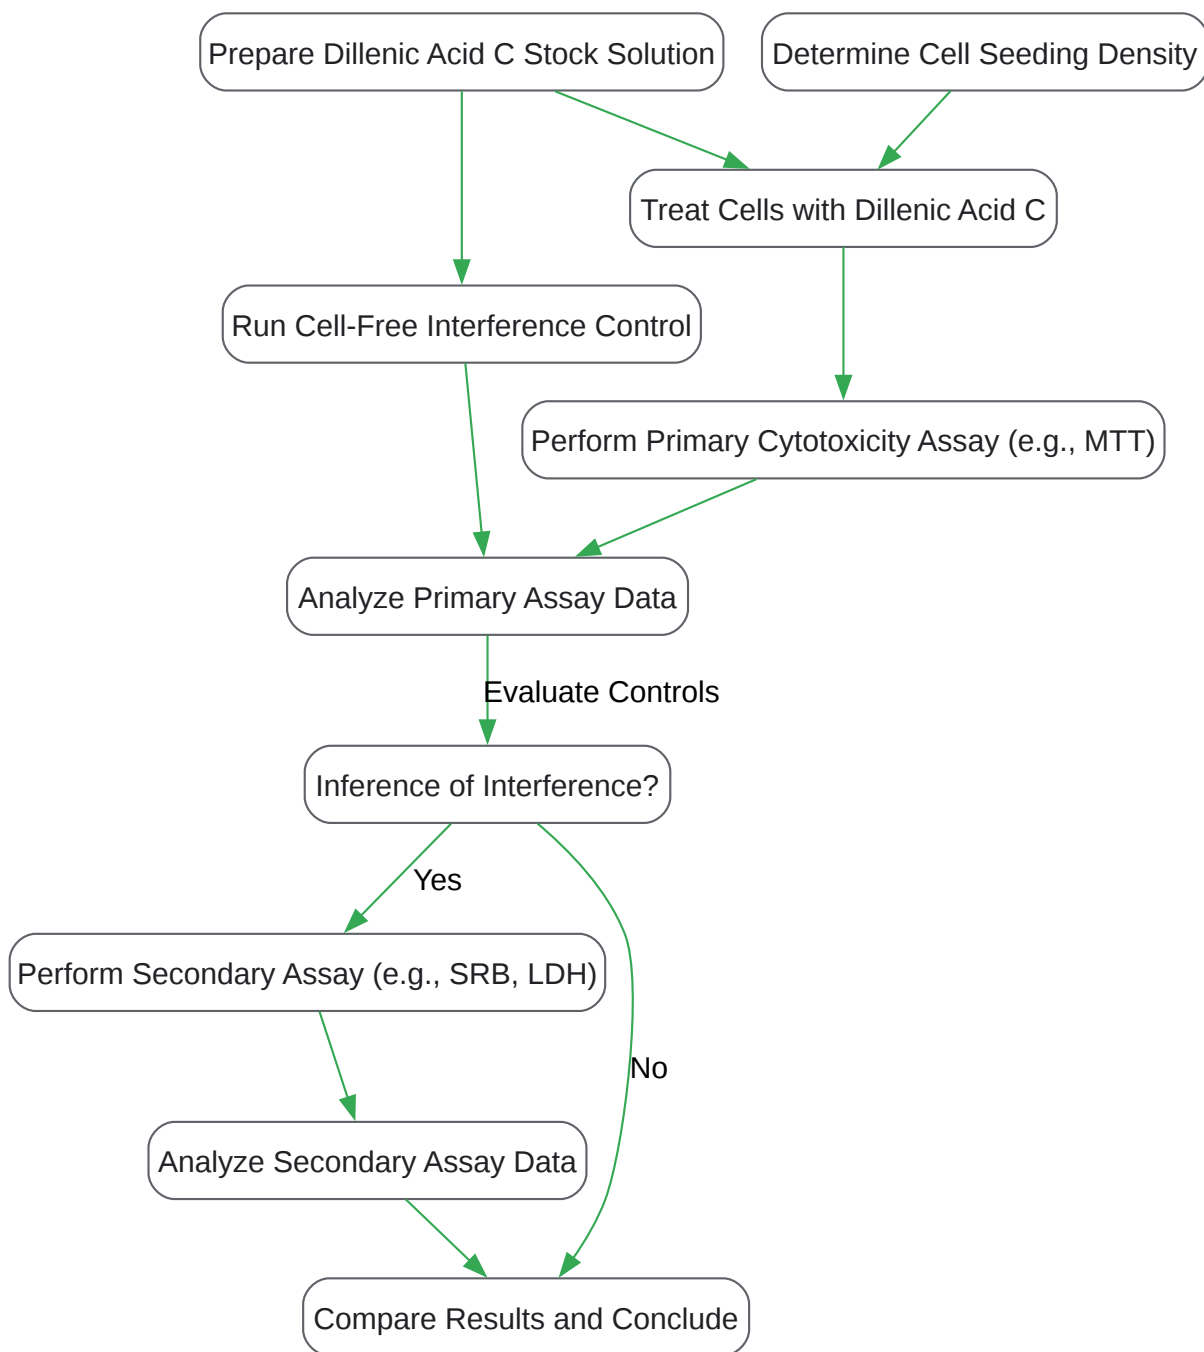 Prepare Dillenic Acid C Stock Solution
Determine Cell Seeding Density
Treat Cells with Dillenic Acid C
Run Cell-Free Interference Control
Perform Primary Cytotoxicity Assay (e.g., MTT)
Analyze Primary Assay Data
Evaluate Controls
Inference of Interference?
Yes
Perform Secondary Assay (e.g., SRB, LDH)
No
Analyze Secondary Assay Data
Compare Results and Conclude